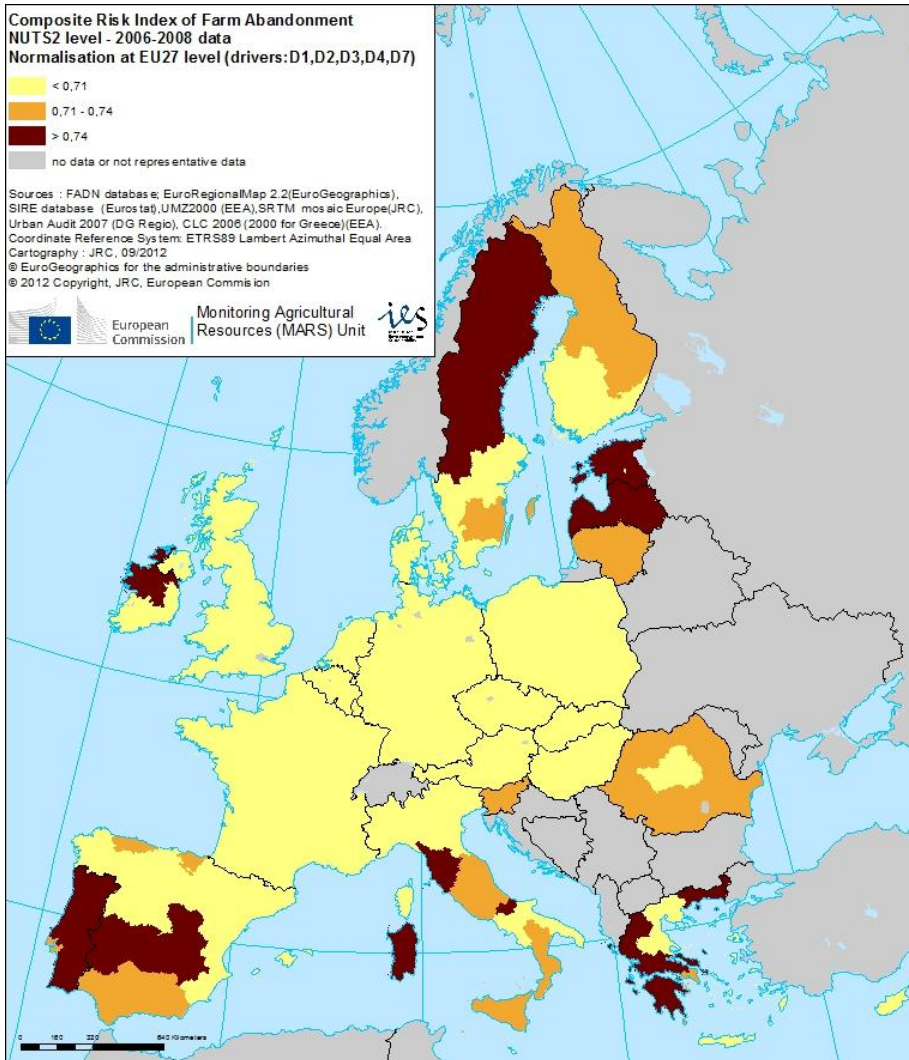 Composite Risk Index of Farm Abandonment
NUTS2 level - 2006-2008 data
Normalisation at EU27 level (drivers:D1,D2,D3,D4,D7)
< 0,71
0,71 - 0,74
> 0,74
no data or not representative data
Sources : FADN database; EuroRegionalMap 2.2(EuroGeographics),
SIRE database (Eurostat),UMZ2000 (EEA),SRTM mosaic Europe(JRC),
Urban Audit 2007 (DG Regio), CLC 2006 (2000 for Greece)(EEA).
Coordinate Reference System: ETRS89 Lambert Azimuthal Equal Area
Cartography : JRC, 09/2012
© EuroGeographics for the administrative boundaries
© 2012 Copyright, JRC, European Commision
European
Commission
Monitoring Agricultural
Resources (MARS) Unit
ies
0 160 320 640 Kilometers